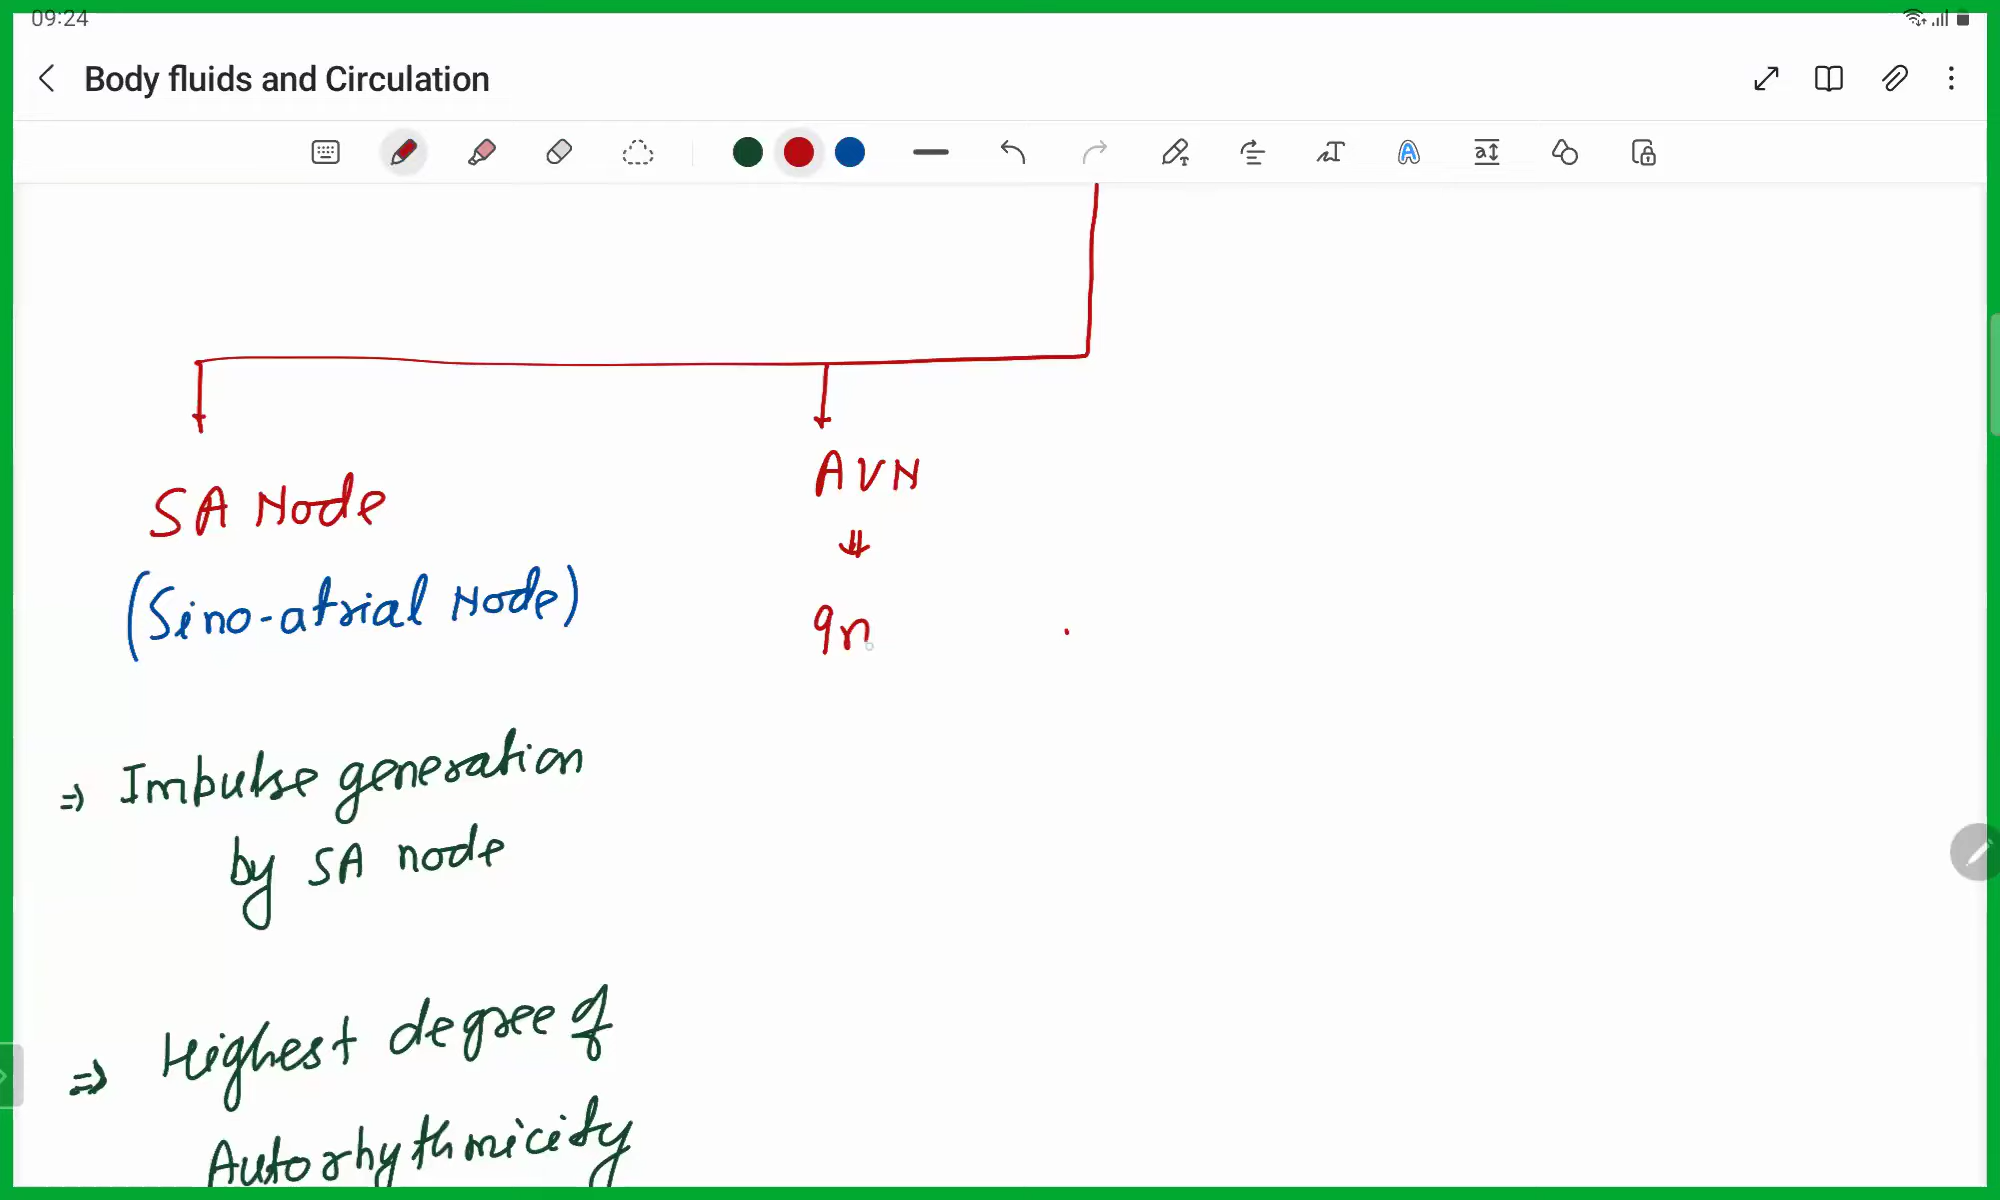 09:24
Body fluids and Circulation
SA Node
(Sino-atrial Node)
AVN
⇒ Impulse generation
by SA node
⇒ Highest degree of
Autorhythmicity